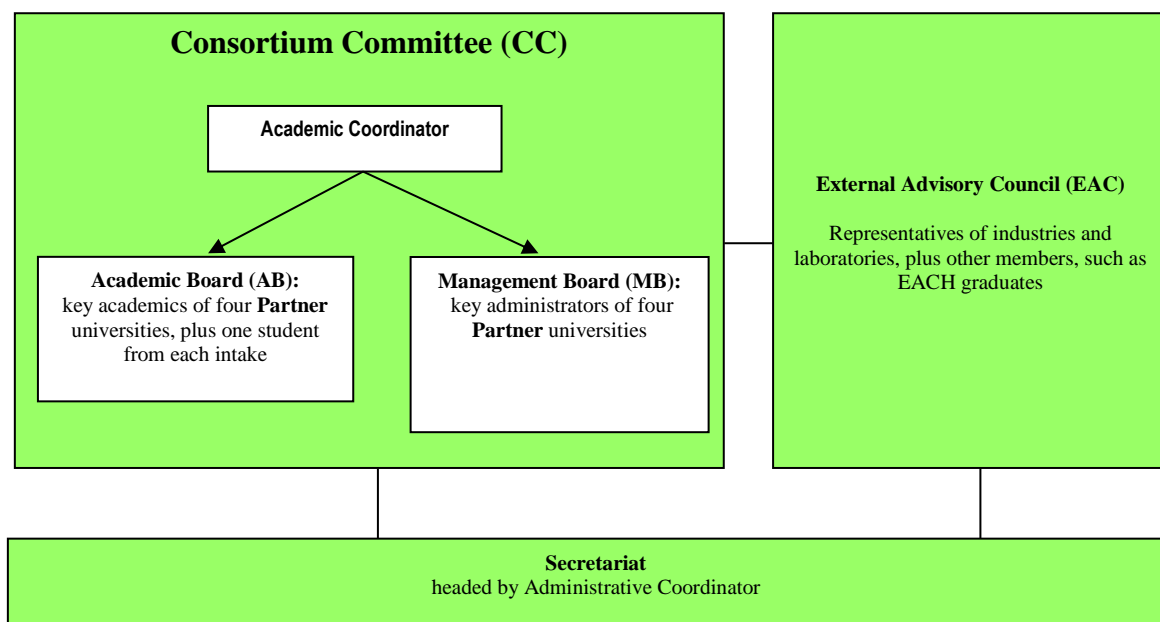 Consortium Committee (CC)
Academic Coordinator
Academic Board (AB):
key academics of four Partner
universities, plus one student
from each intake
Management Board (MB):
key administrators of four
Partner universities
External Advisory Council (EAC)
Representatives of industries and
laboratories, plus other members, such as
EACH graduates
Secretariat
headed by Administrative Coordinator